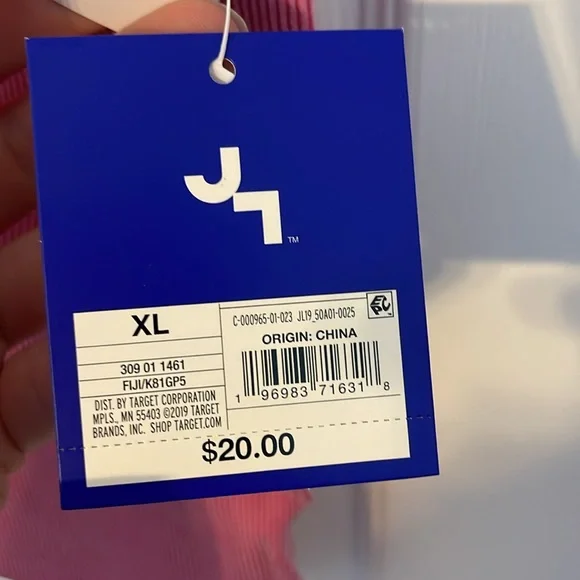 J7
TM
XL
C-000965-01-023 JL19_50A01-0025
ORIGIN: CHINA
309 01 1461
FIJI/K81GP5
DIST. BY TARGET CORPORATION
MPLS., MN 55403 ©2019 TARGET
BRANDS, INC. SHOP TARGET.COM
1 96983 71631 8
$20.00